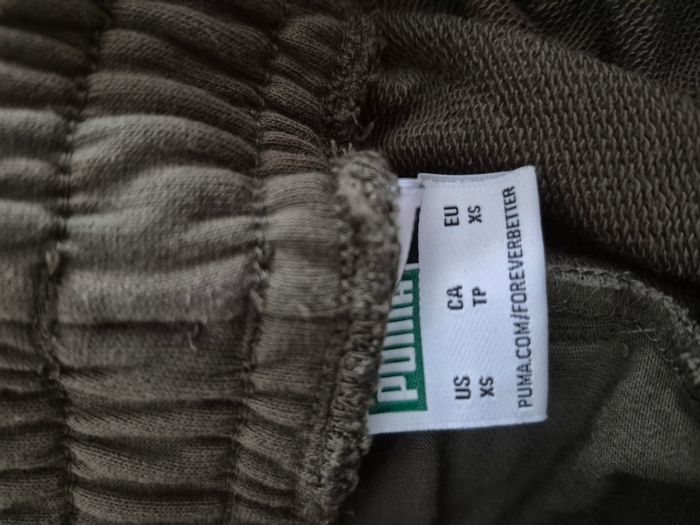 PUMA
US CA EU
XS TP XS
PUMA.COM/FOREVERBETTER